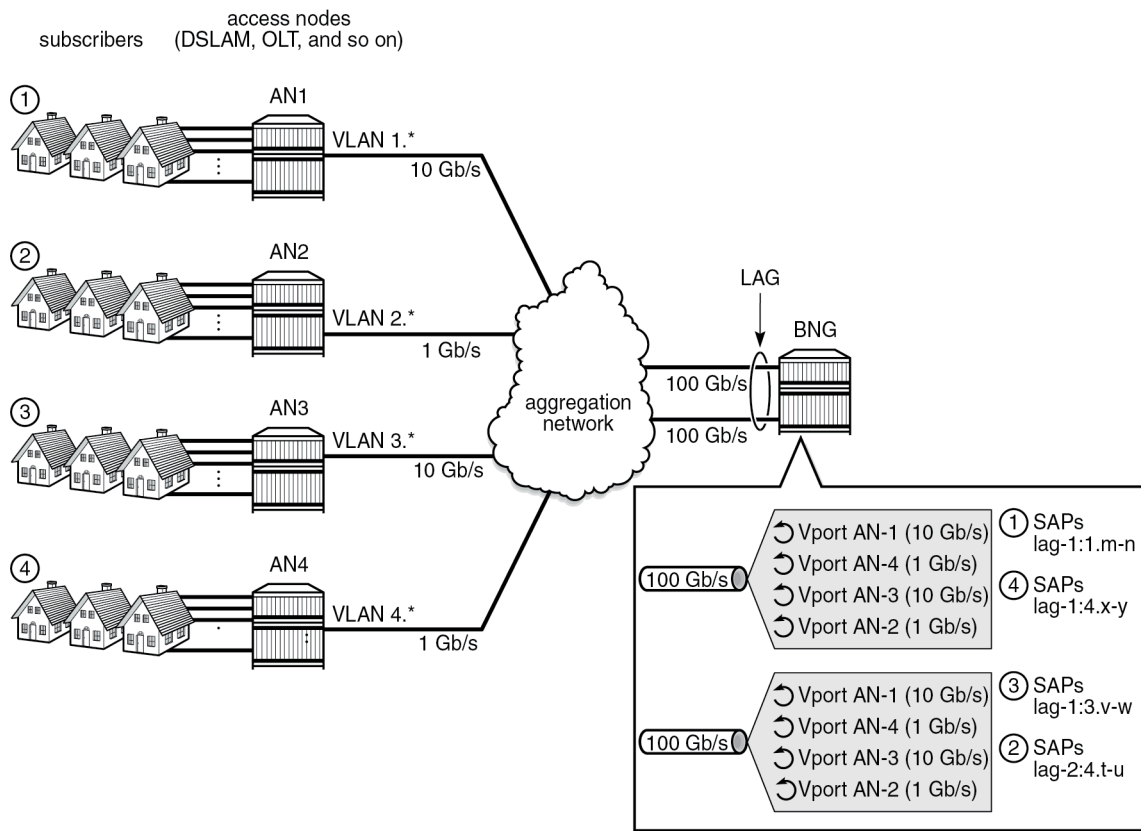 subscribers
access nodes
(DSLAM, OLT, and so on)
1
AN1
VLAN 1.*
10 Gb/s
2
AN2
VLAN 2.*
1 Gb/s
3
AN3
VLAN 3.*
10 Gb/s
4
AN4
VLAN 4.*
1 Gb/s
aggregation
network
LAG
BNG
100 Gb/s
100 Gb/s
100 Gb/s
Vport AN-1 (10 Gb/s)
Vport AN-4 (1 Gb/s)
Vport AN-3 (10 Gb/s)
Vport AN-2 (1 Gb/s)
1 SAPs
lag-1:1.m-n
4 SAPs
lag-1:4.x-y
100 Gb/s
Vport AN-1 (10 Gb/s)
Vport AN-4 (1 Gb/s)
Vport AN-3 (10 Gb/s)
Vport AN-2 (1 Gb/s)
3 SAPs
lag-1:3.v-w
2 SAPs
lag-2:4.t-u